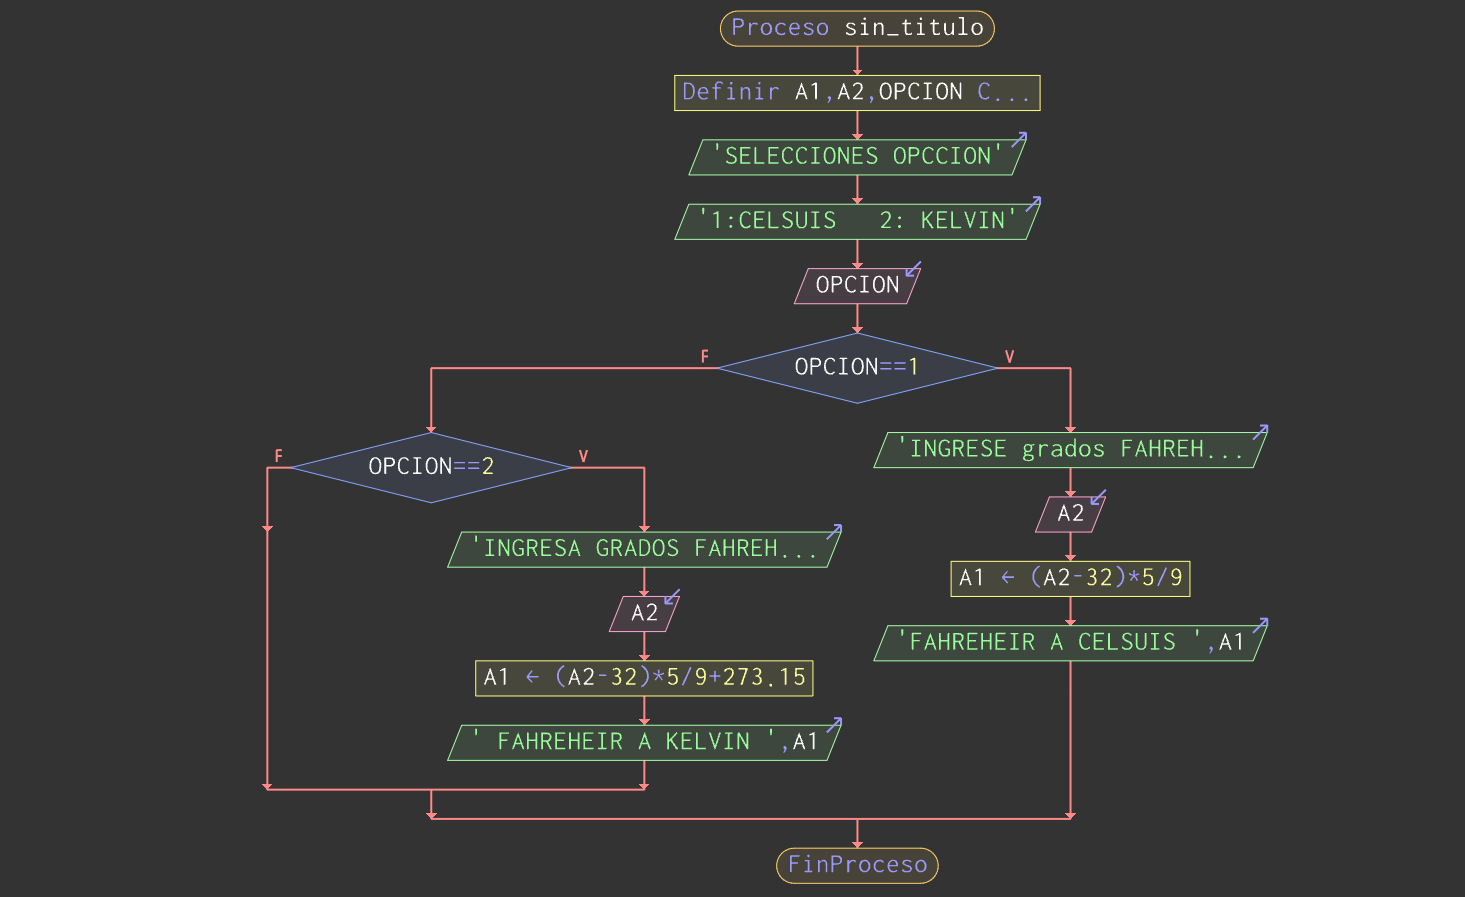 Proceso sin_titulo
Definir A1,A2,OPCION C...
'SELECCIONES OPCCION'
'1:CELSUIS   2: KELVIN'
OPCION
F
OPCION==1
V
F
OPCION==2
V
'INGRESA GRADOS FAHREH...
A2
A1 ← (A2-32)*5/9+273.15
' FAHREHEIR A KELVIN ',A1
'INGRESE grados FAHREH...
A2
A1 ← (A2-32)*5/9
'FAHREHEIR A CELSUIS ',A1
FinProceso